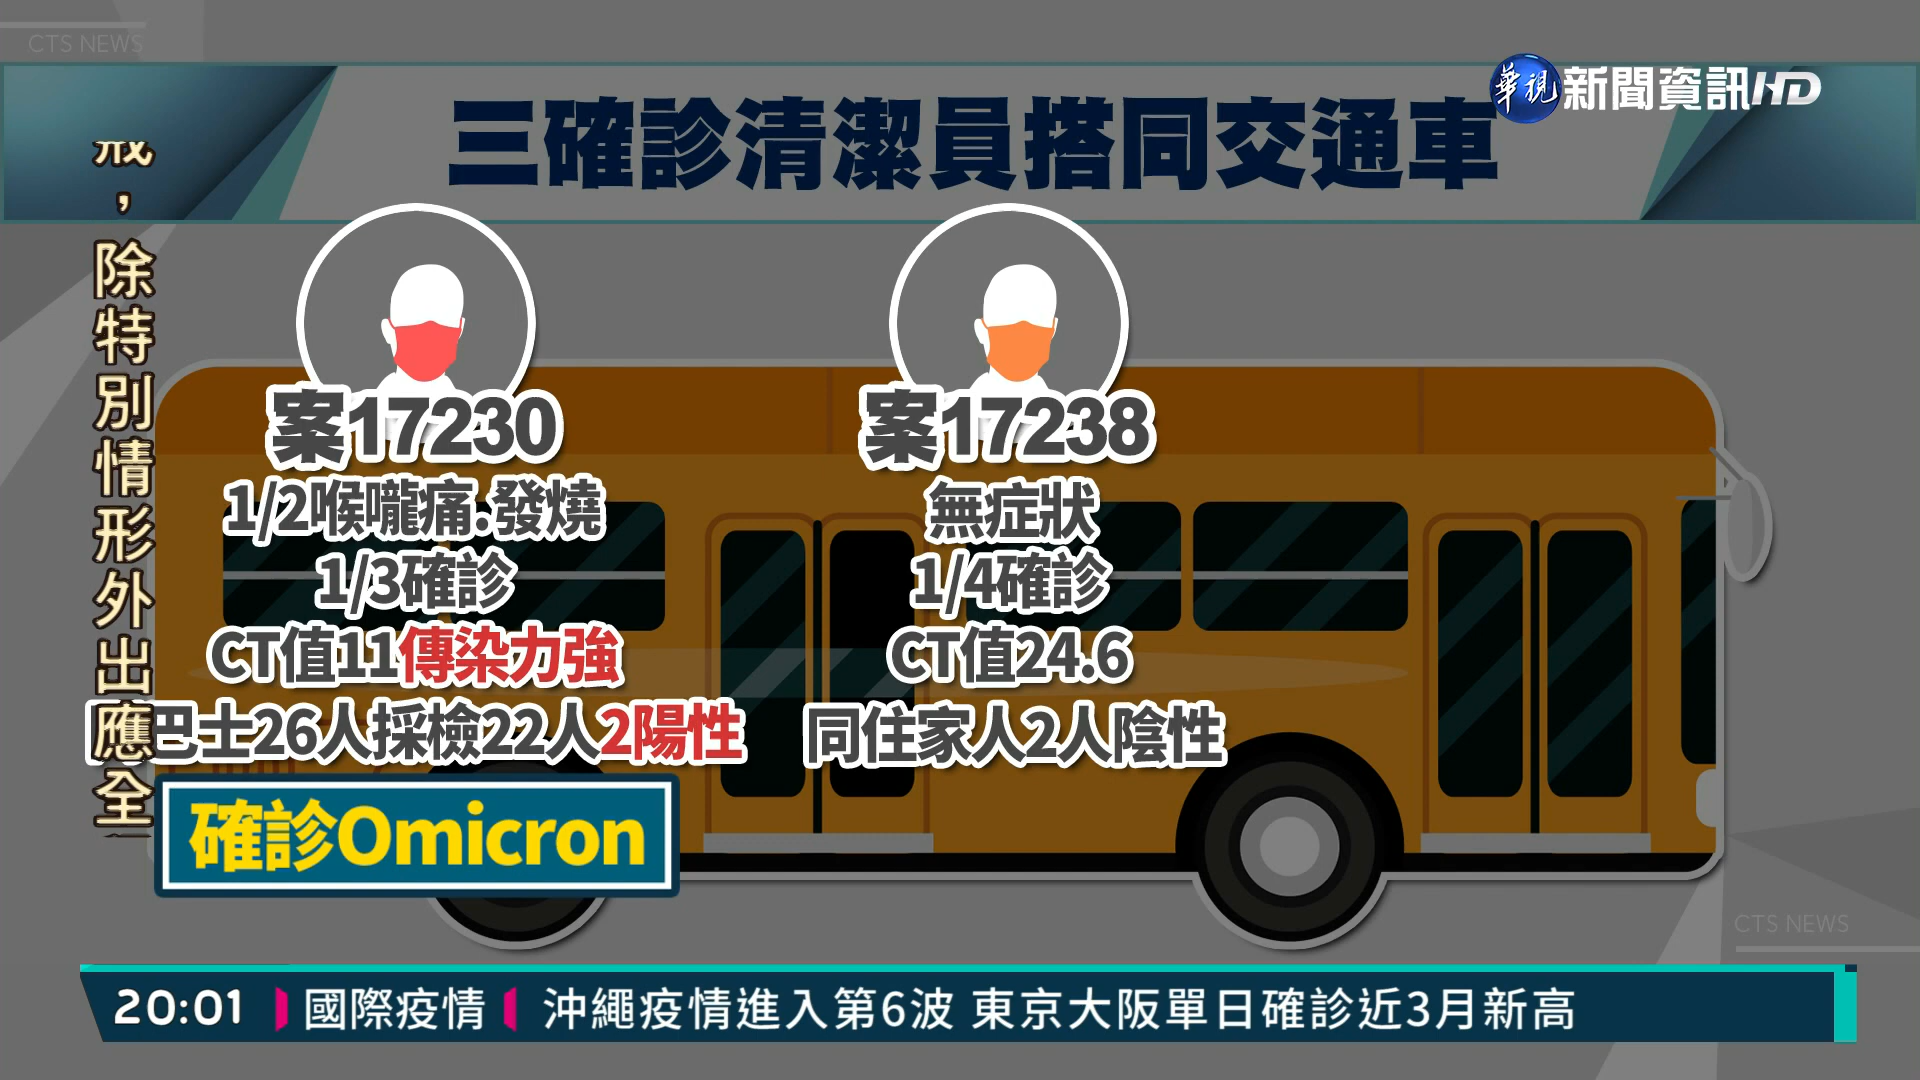 CTS NEWS
華視新聞資訊HD
三確診清潔員搭同交通車
，除特別情形外出應全
案17230
1/2喉嚨痛.發燒
1/3確診
CT值11傳染力強
巴士26人採檢22人2陽性
確診Omicron
案17238
無症狀
1/4確診
CT值24.6
同住家人2人陰性
CTS NEWS
20:01 國際疫情 沖繩疫情進入第6波 東京大阪單日確診近3月新高